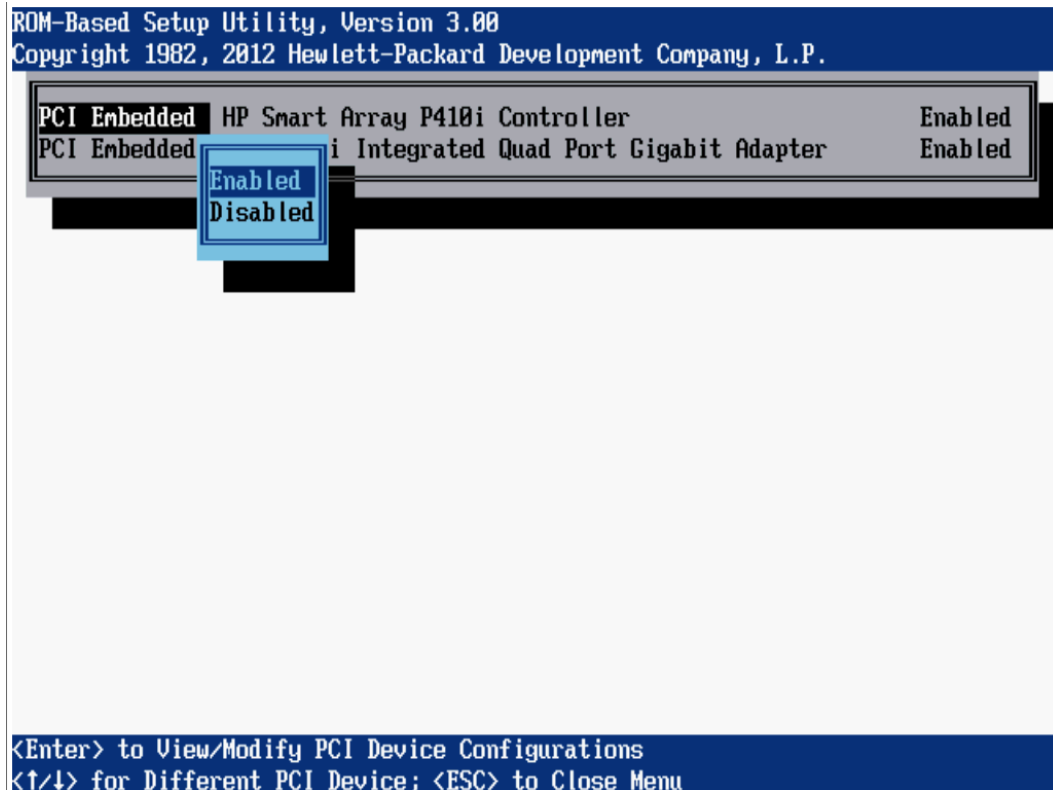 ROM-Based Setup Utility, Version 3.00
Copyright 1982, 2012 Hewlett-Packard Development Company, L.P.
PCI Embedded HP Smart Array P410i Controller Enabled
PCI Embedded i Integrated Quad Port Gigabit Adapter Enabled
Enabled
Disabled
<Enter> to View/Modify PCI Device Configurations
<↑/↓> for Different PCI Device; <ESC> to Close Menu